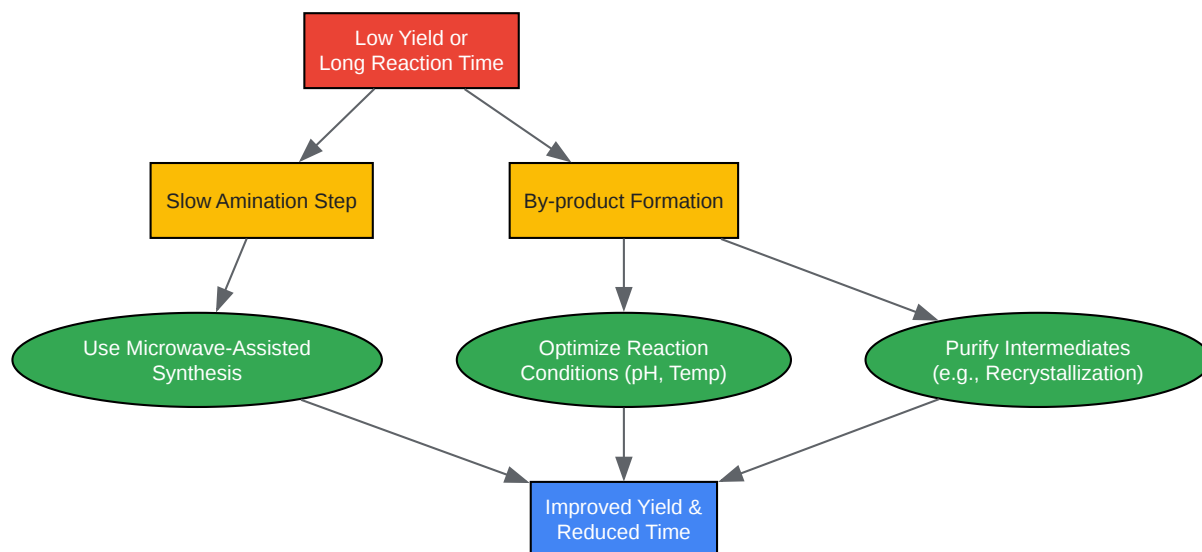 Low Yield or
Long Reaction Time
Slow Amination Step
By-product Formation
Use Microwave-Assisted
Synthesis
Optimize Reaction
Conditions (pH, Temp)
Purify Intermediates
(e.g., Recrystallization)
Improved Yield &
Reduced Time